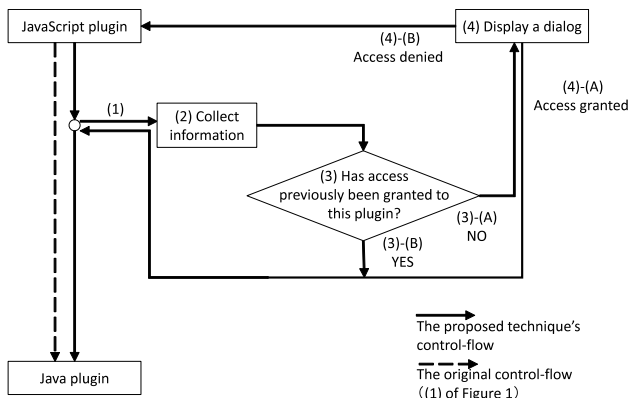 JavaScript plugin
(4) Display a dialog
(4)-(B)
Access denied
(4)-(A)
Access granted
(1)
(2) Collect
information
(3) Has access
previously been granted to
this plugin?
(3)-(A)
NO
(3)-(B)
YES
The proposed technique's
control-flow
The original control-flow
((1) of Figure 1)
Java plugin